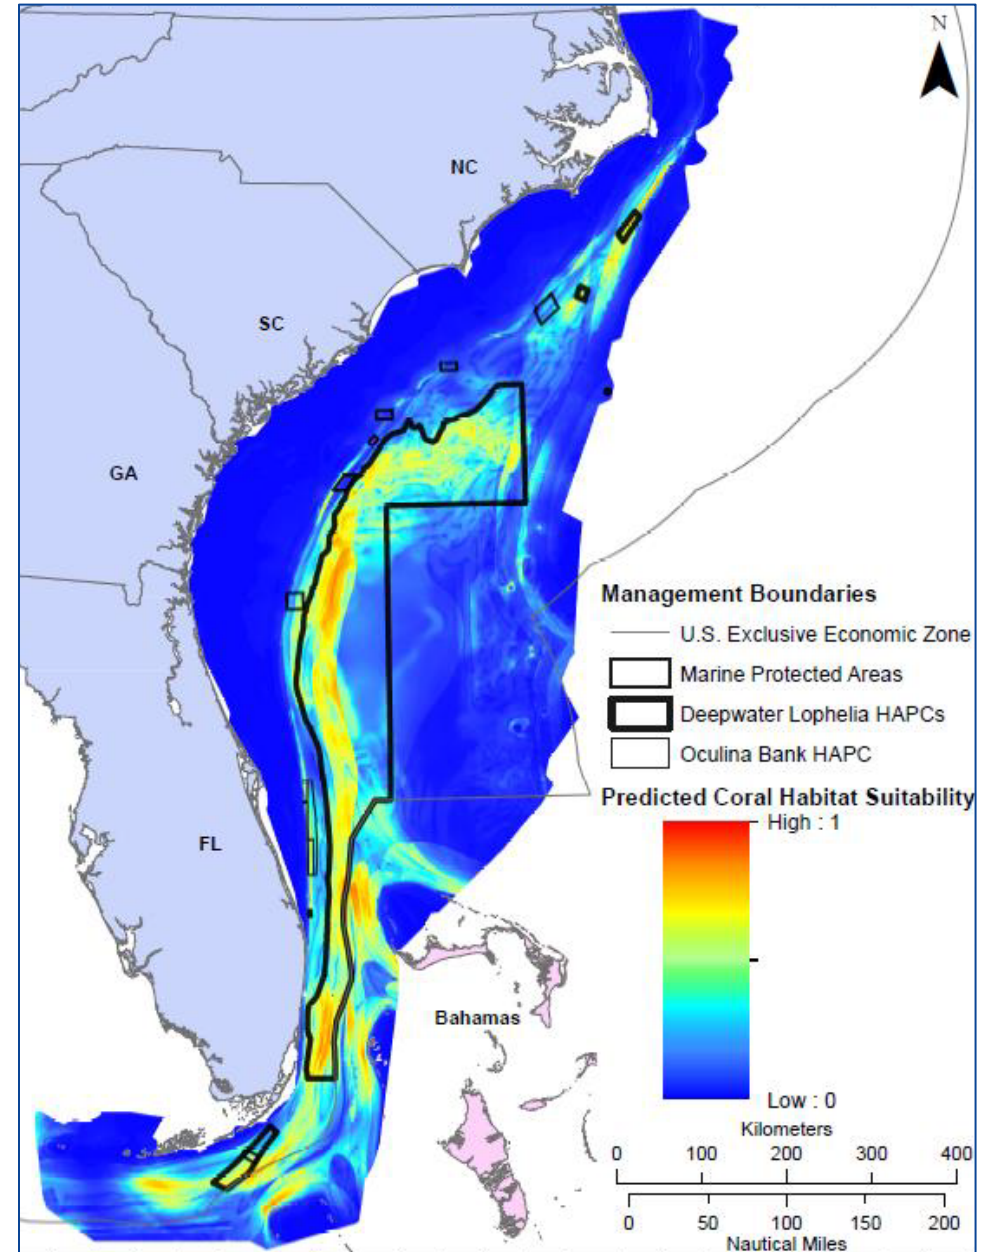 N
NC
SC
GA
FL
Bahamas
Management Boundaries
U.S. Exclusive Economic Zone
Marine Protected Areas
Deepwater Lophelia HAPCs
Oculina Bank HAPC
Predicted Coral Habitat Suitability
High : 1
Low : 0
Kilometers
0 100 200 300 400
0 50 100 150 200
Nautical Miles